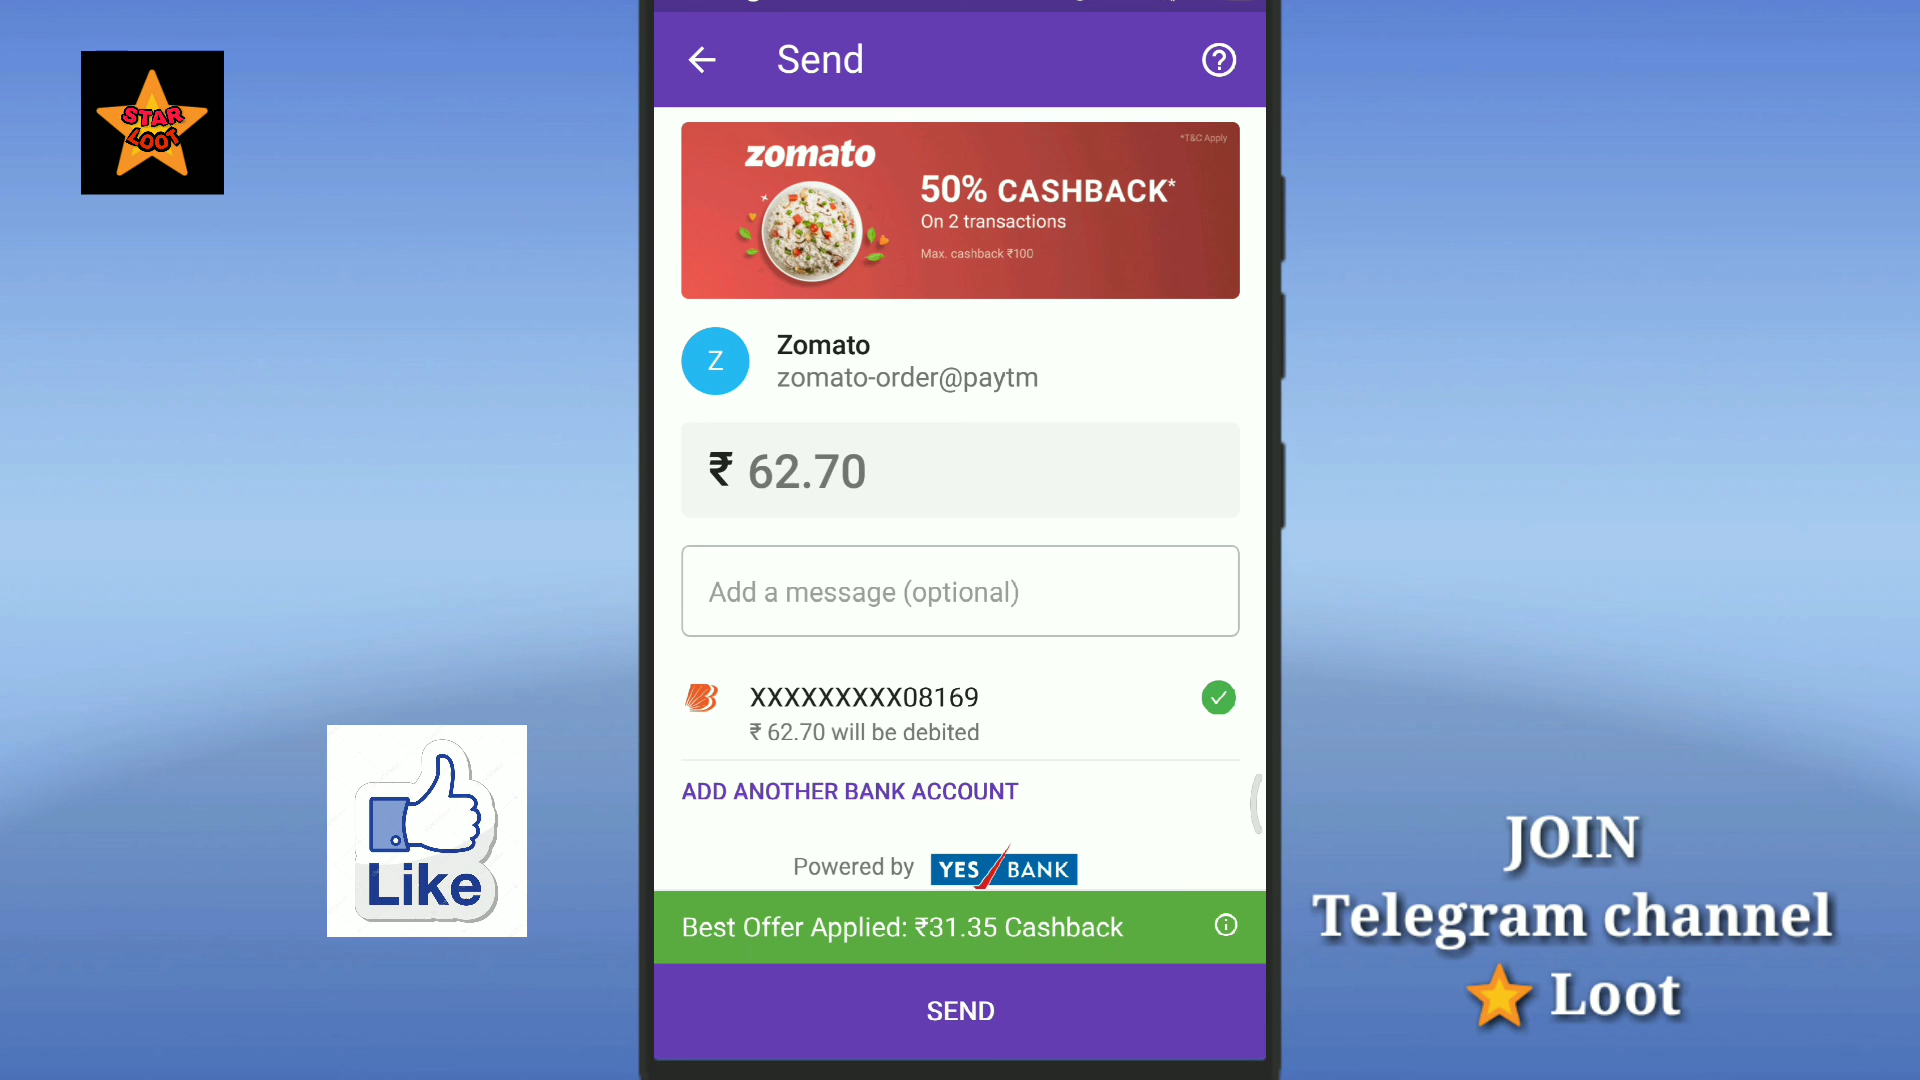 STAR
LOOT
Send
zomato
*T&C Apply
50% CASHBACK*
On 2 transactions
Max. cashback ₹100
Z
Zomato
zomato-order@paytm
₹ 62.70
Add a message (optional)
XXXXXXXXX08169
₹ 62.70 will be debited
ADD ANOTHER BANK ACCOUNT
Powered by YES BANK
Best Offer Applied: ₹31.35 Cashback
SEND
Like
JOIN
Telegram channel
Loot